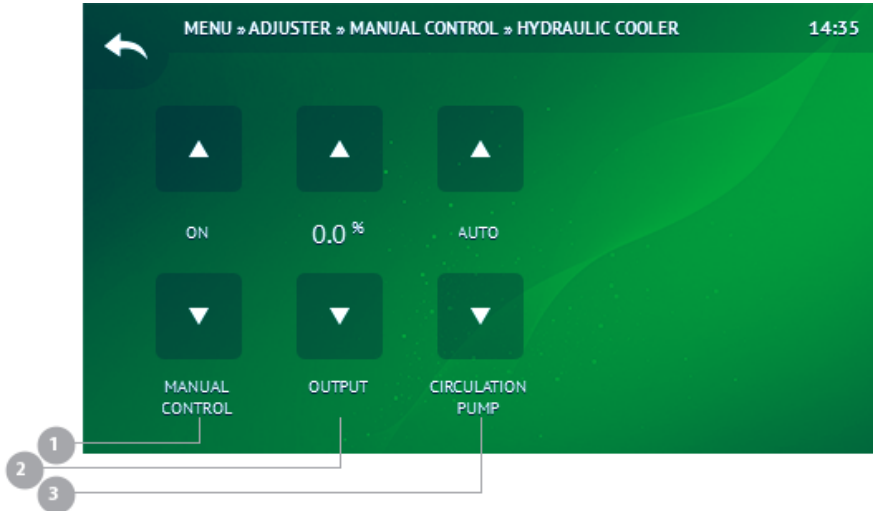 MENU » ADJUSTER » MANUAL CONTROL » HYDRAULIC COOLER 14:35
ON 0.0 % AUTO
MANUAL CONTROL
OUTPUT
CIRCULATION PUMP
1
2
3